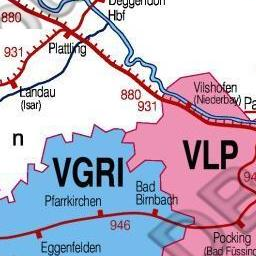 Deggendorf
Hbf
880
931
Plattling
Landau
(Isar)
880
931
Vilshofen
(Niederbay)
Pa
n
VGRI
VLP
Pfarrkirchen
Bad
Birnbach
94
946
Eggenfelden
Pocking
(Bad Füssing